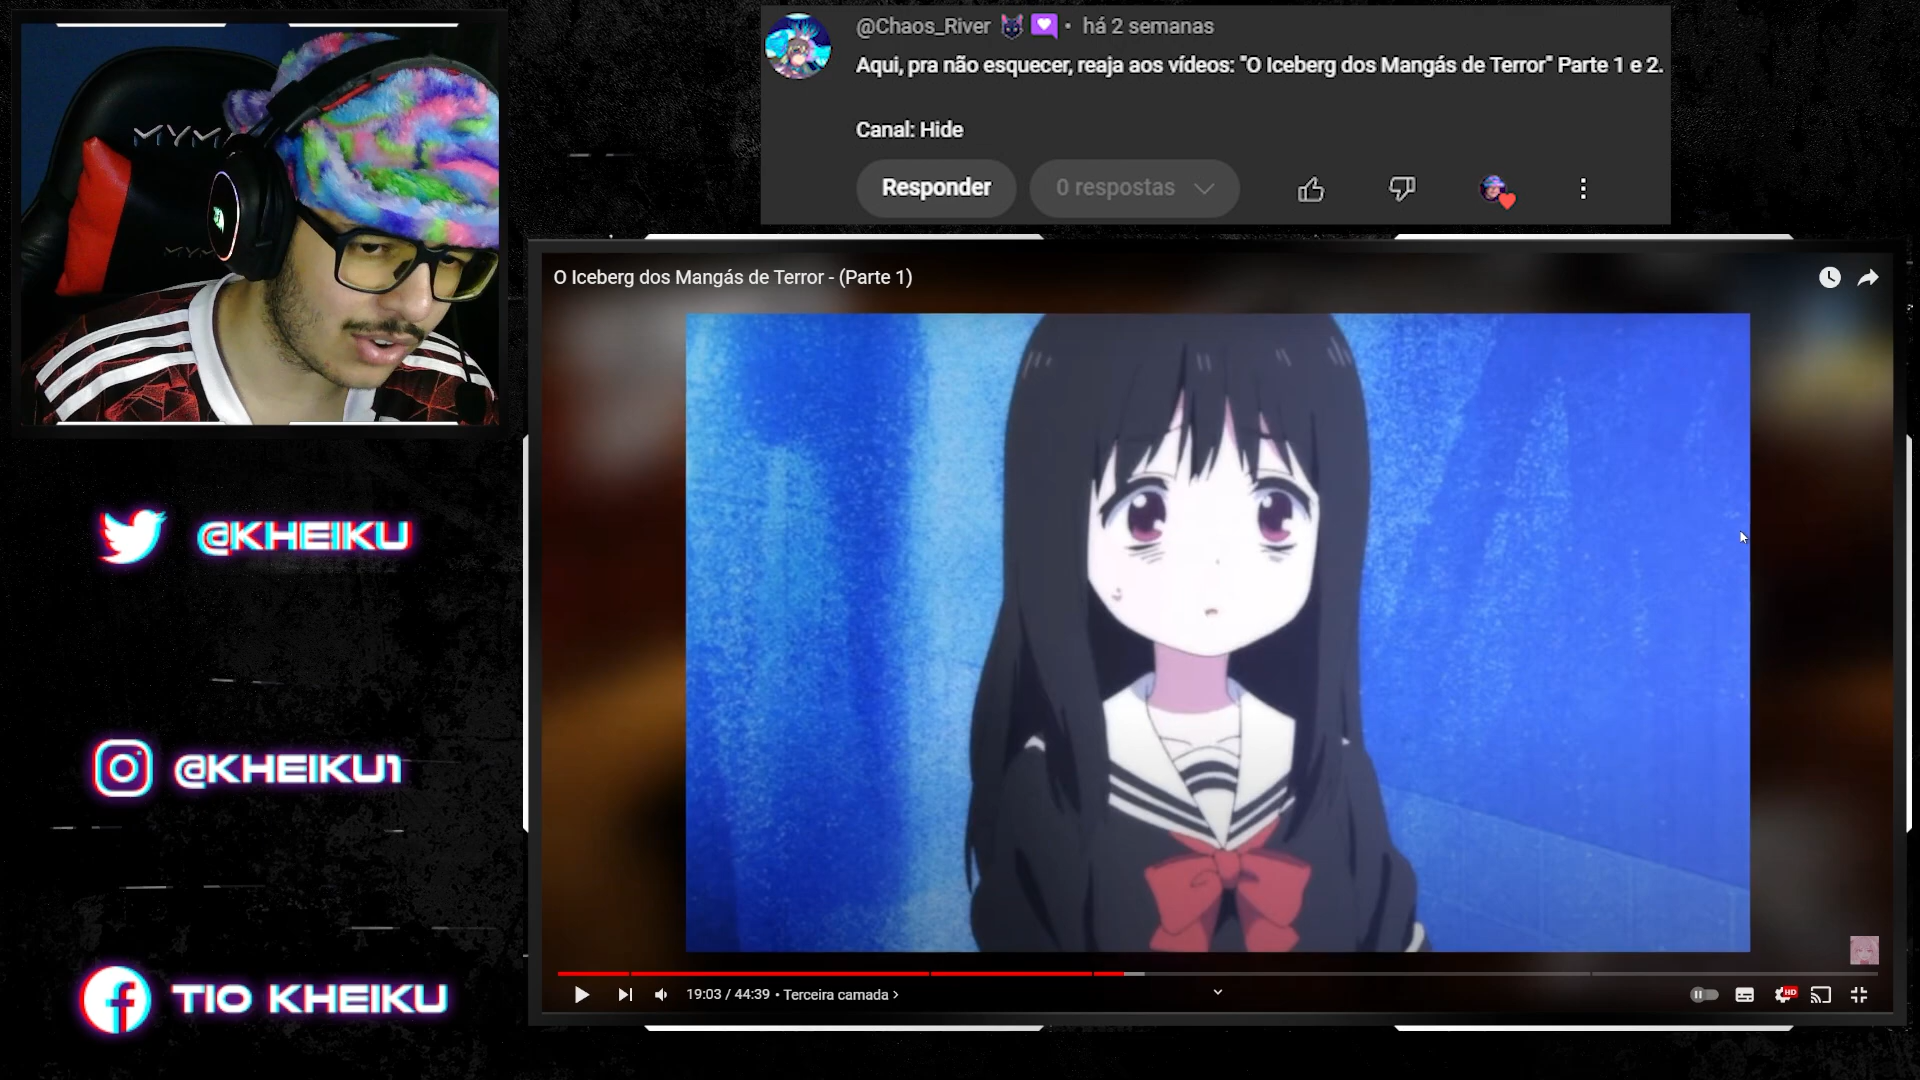 @Chaos_River • há 2 semanas
Aqui, pra não esquecer, reaja aos vídeos: "O Iceberg dos Mangás de Terror" Parte 1 e 2.
Canal: Hide
Responder
0 respostas
O Iceberg dos Mangás de Terror - (Parte 1)
@KHEIKU
@KHEIKU1
TIO KHEIKU
19:03 / 44:39 • Terceira camada >
HD